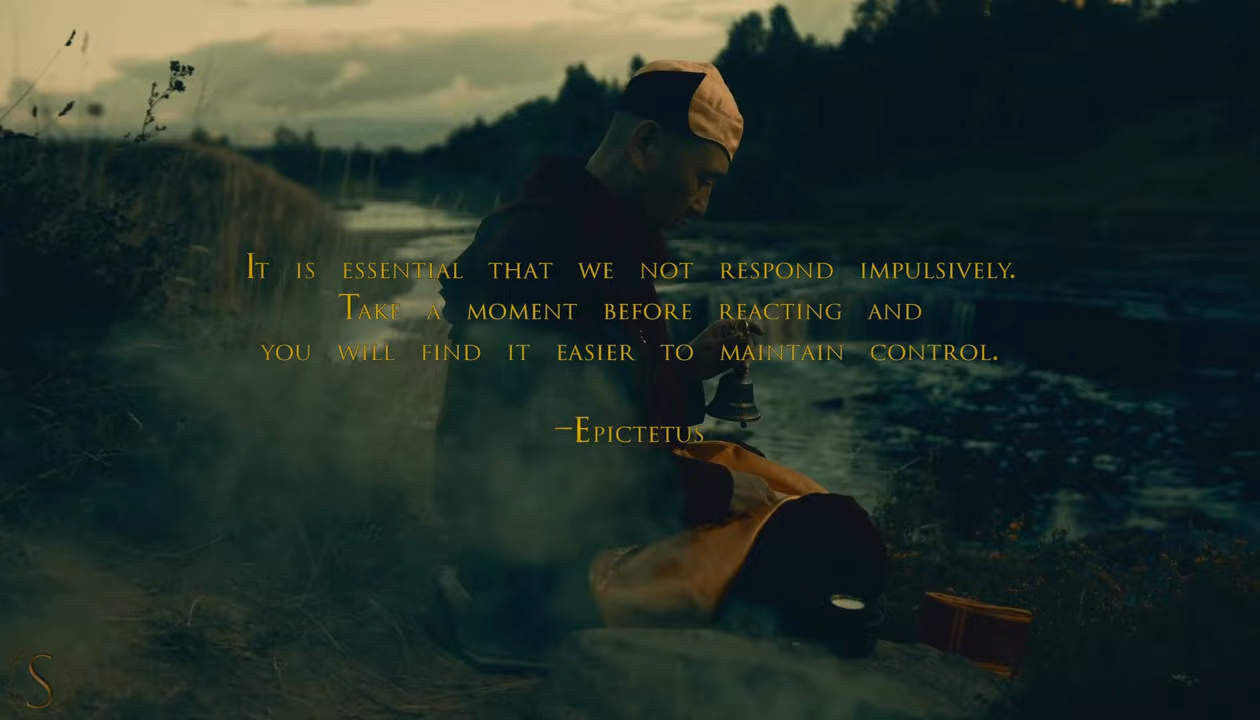 It is essential that we not respond impulsively.
Take a moment before reacting and
you will find it easier to maintain control.
–Epictetus
S